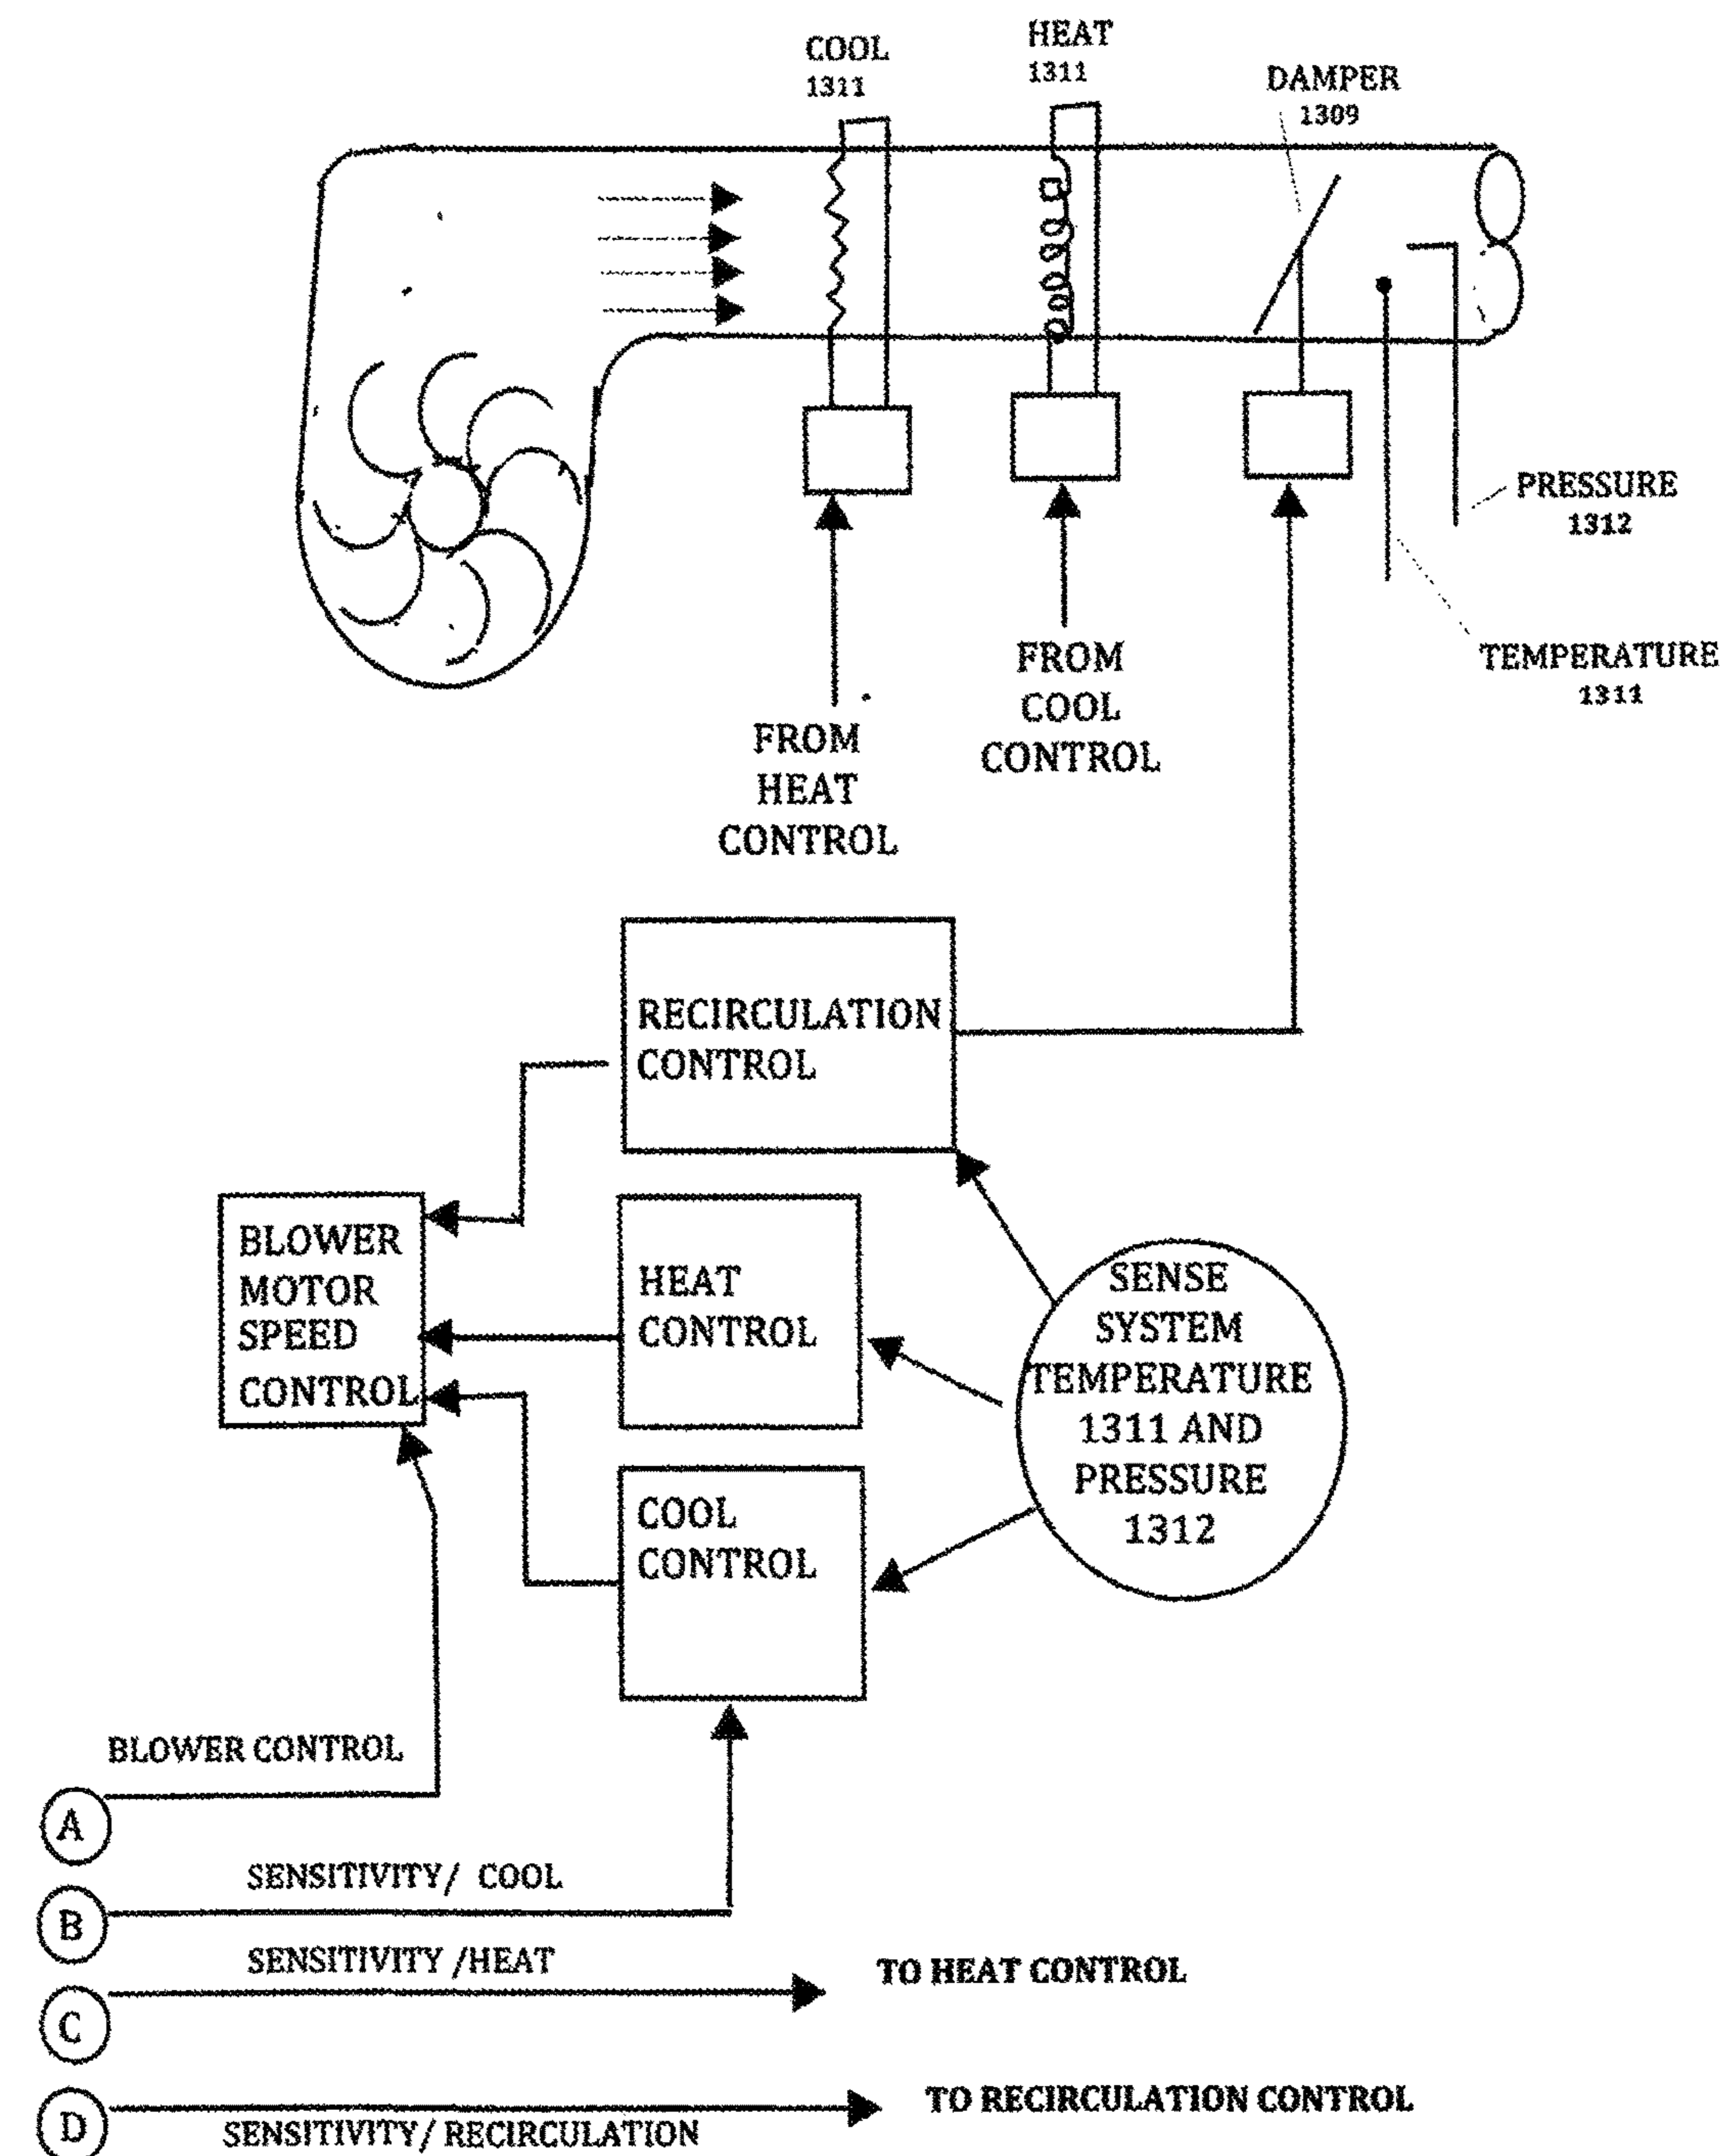 COOL
1311
HEAT
1311
DAMPER
1309
PRESSURE
1312
TEMPERATURE
1311
FROM
HEAT
CONTROL
FROM
COOL
CONTROL
RECIRCULATION
CONTROL
BLOWER
MOTOR
SPEED
CONTROL
HEAT
CONTROL
SENSE
SYSTEM
TEMPERATURE
1311 AND
PRESSURE
1312
COOL
CONTROL
BLOWER CONTROL
A
SENSITIVITY/ COOL
B
SENSITIVITY /HEAT
TO HEAT CONTROL
C
TO RECIRCULATION CONTROL
D
SENSITIVITY/ RECIRCULATION